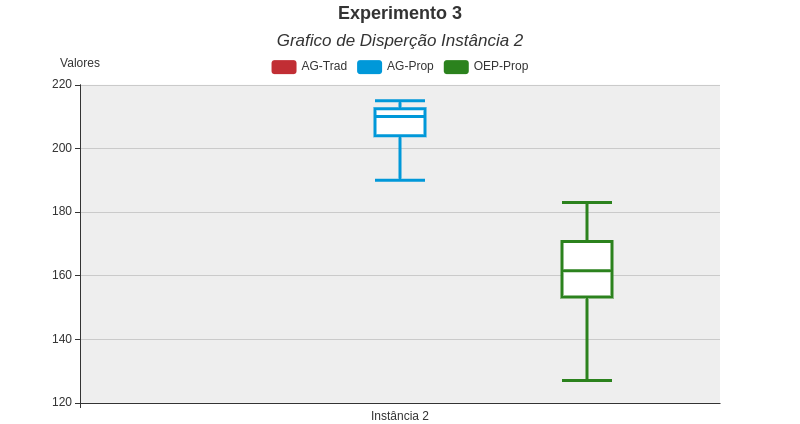 Experimento 3
Grafico de Disperção Instância 2
Valores
AG-Trad AG-Prop OEP-Prop
220
200
180
160
140
120
Instância 2